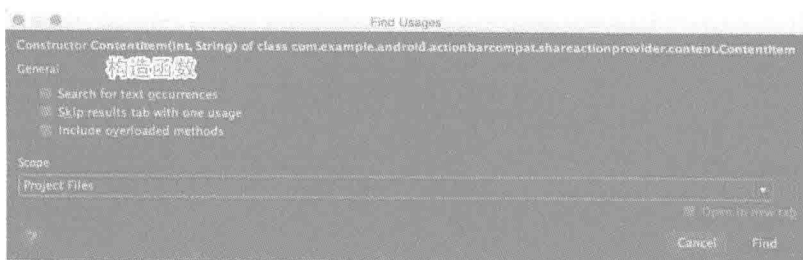 Find Usages
Constructor ContentItem(int, String) of class com.example.android.actionbarcompat.shareactionprovider.content.ContentItem
General 构造函数
Search for text occurrences
Skip results tab with one usage
Include overloaded methods
Scope
Project Files
Open in new tab
?
Cancel Find